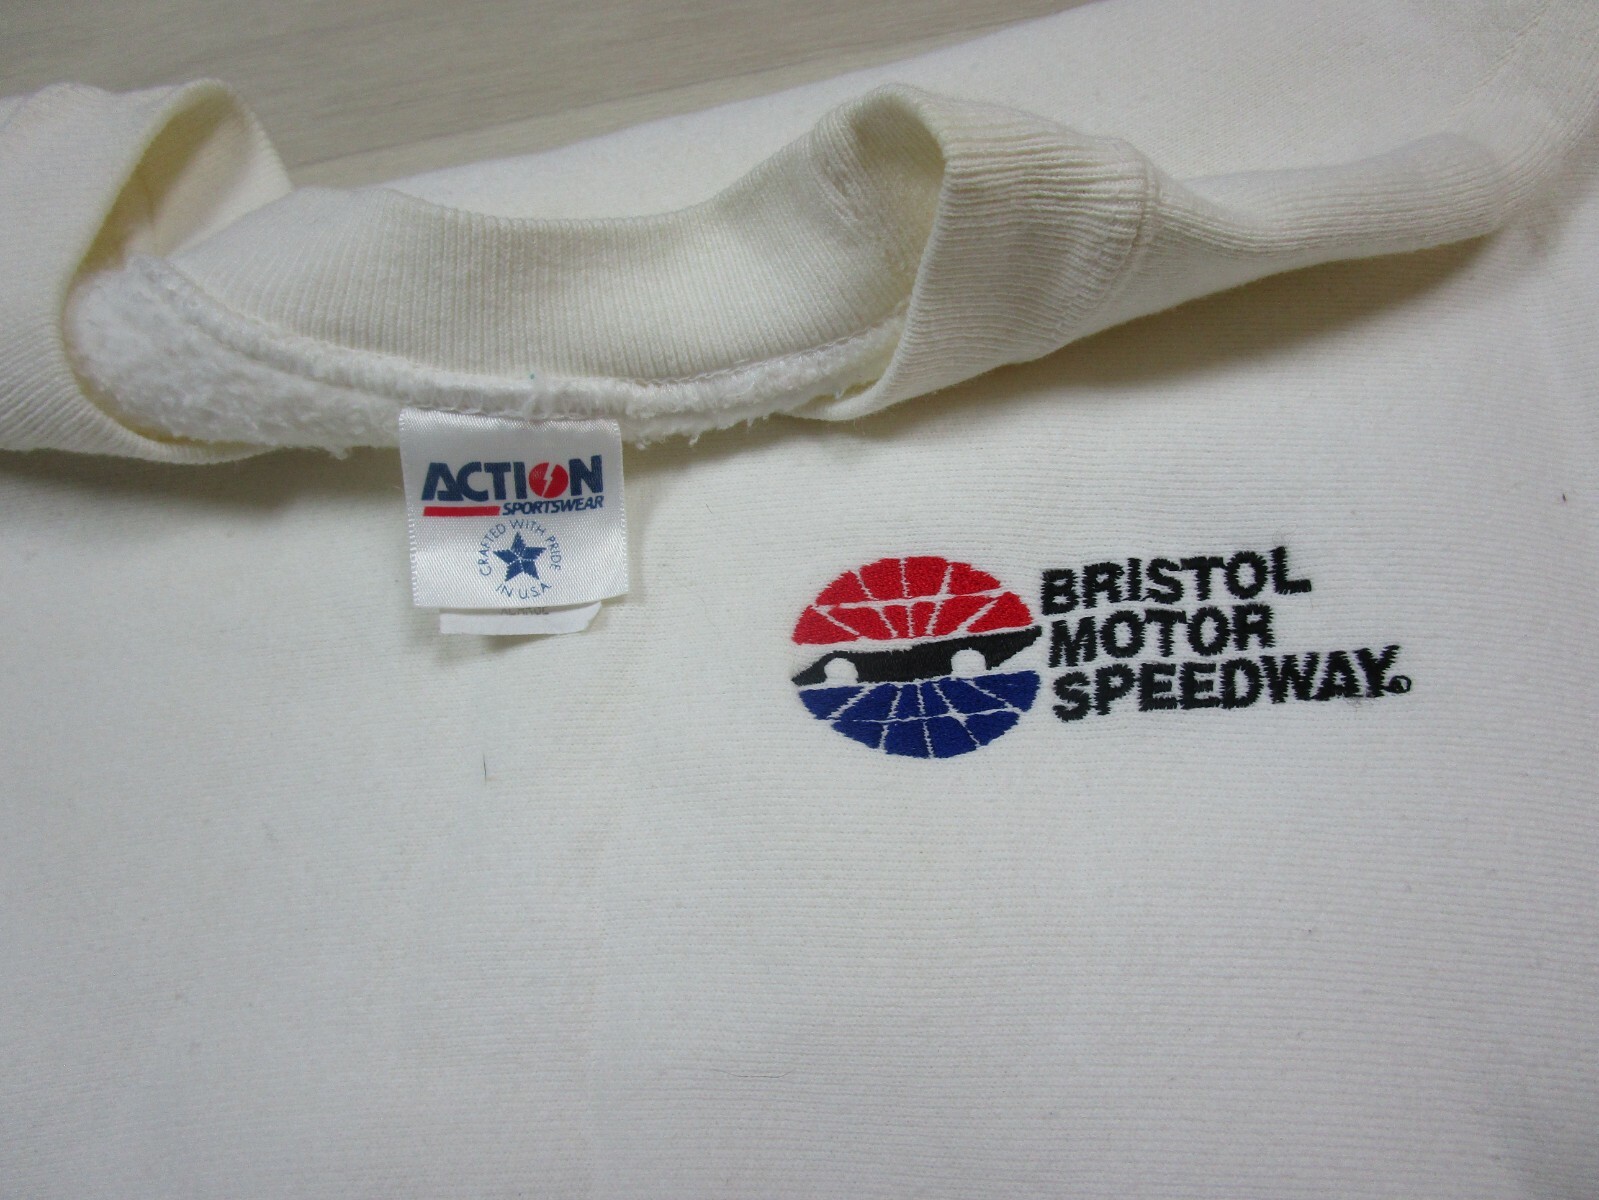 ACTION
SPORTSWEAR
CRAFTED WITH PRIDE
IN U.S.A
BRISTOL
MOTOR
SPEEDWAY